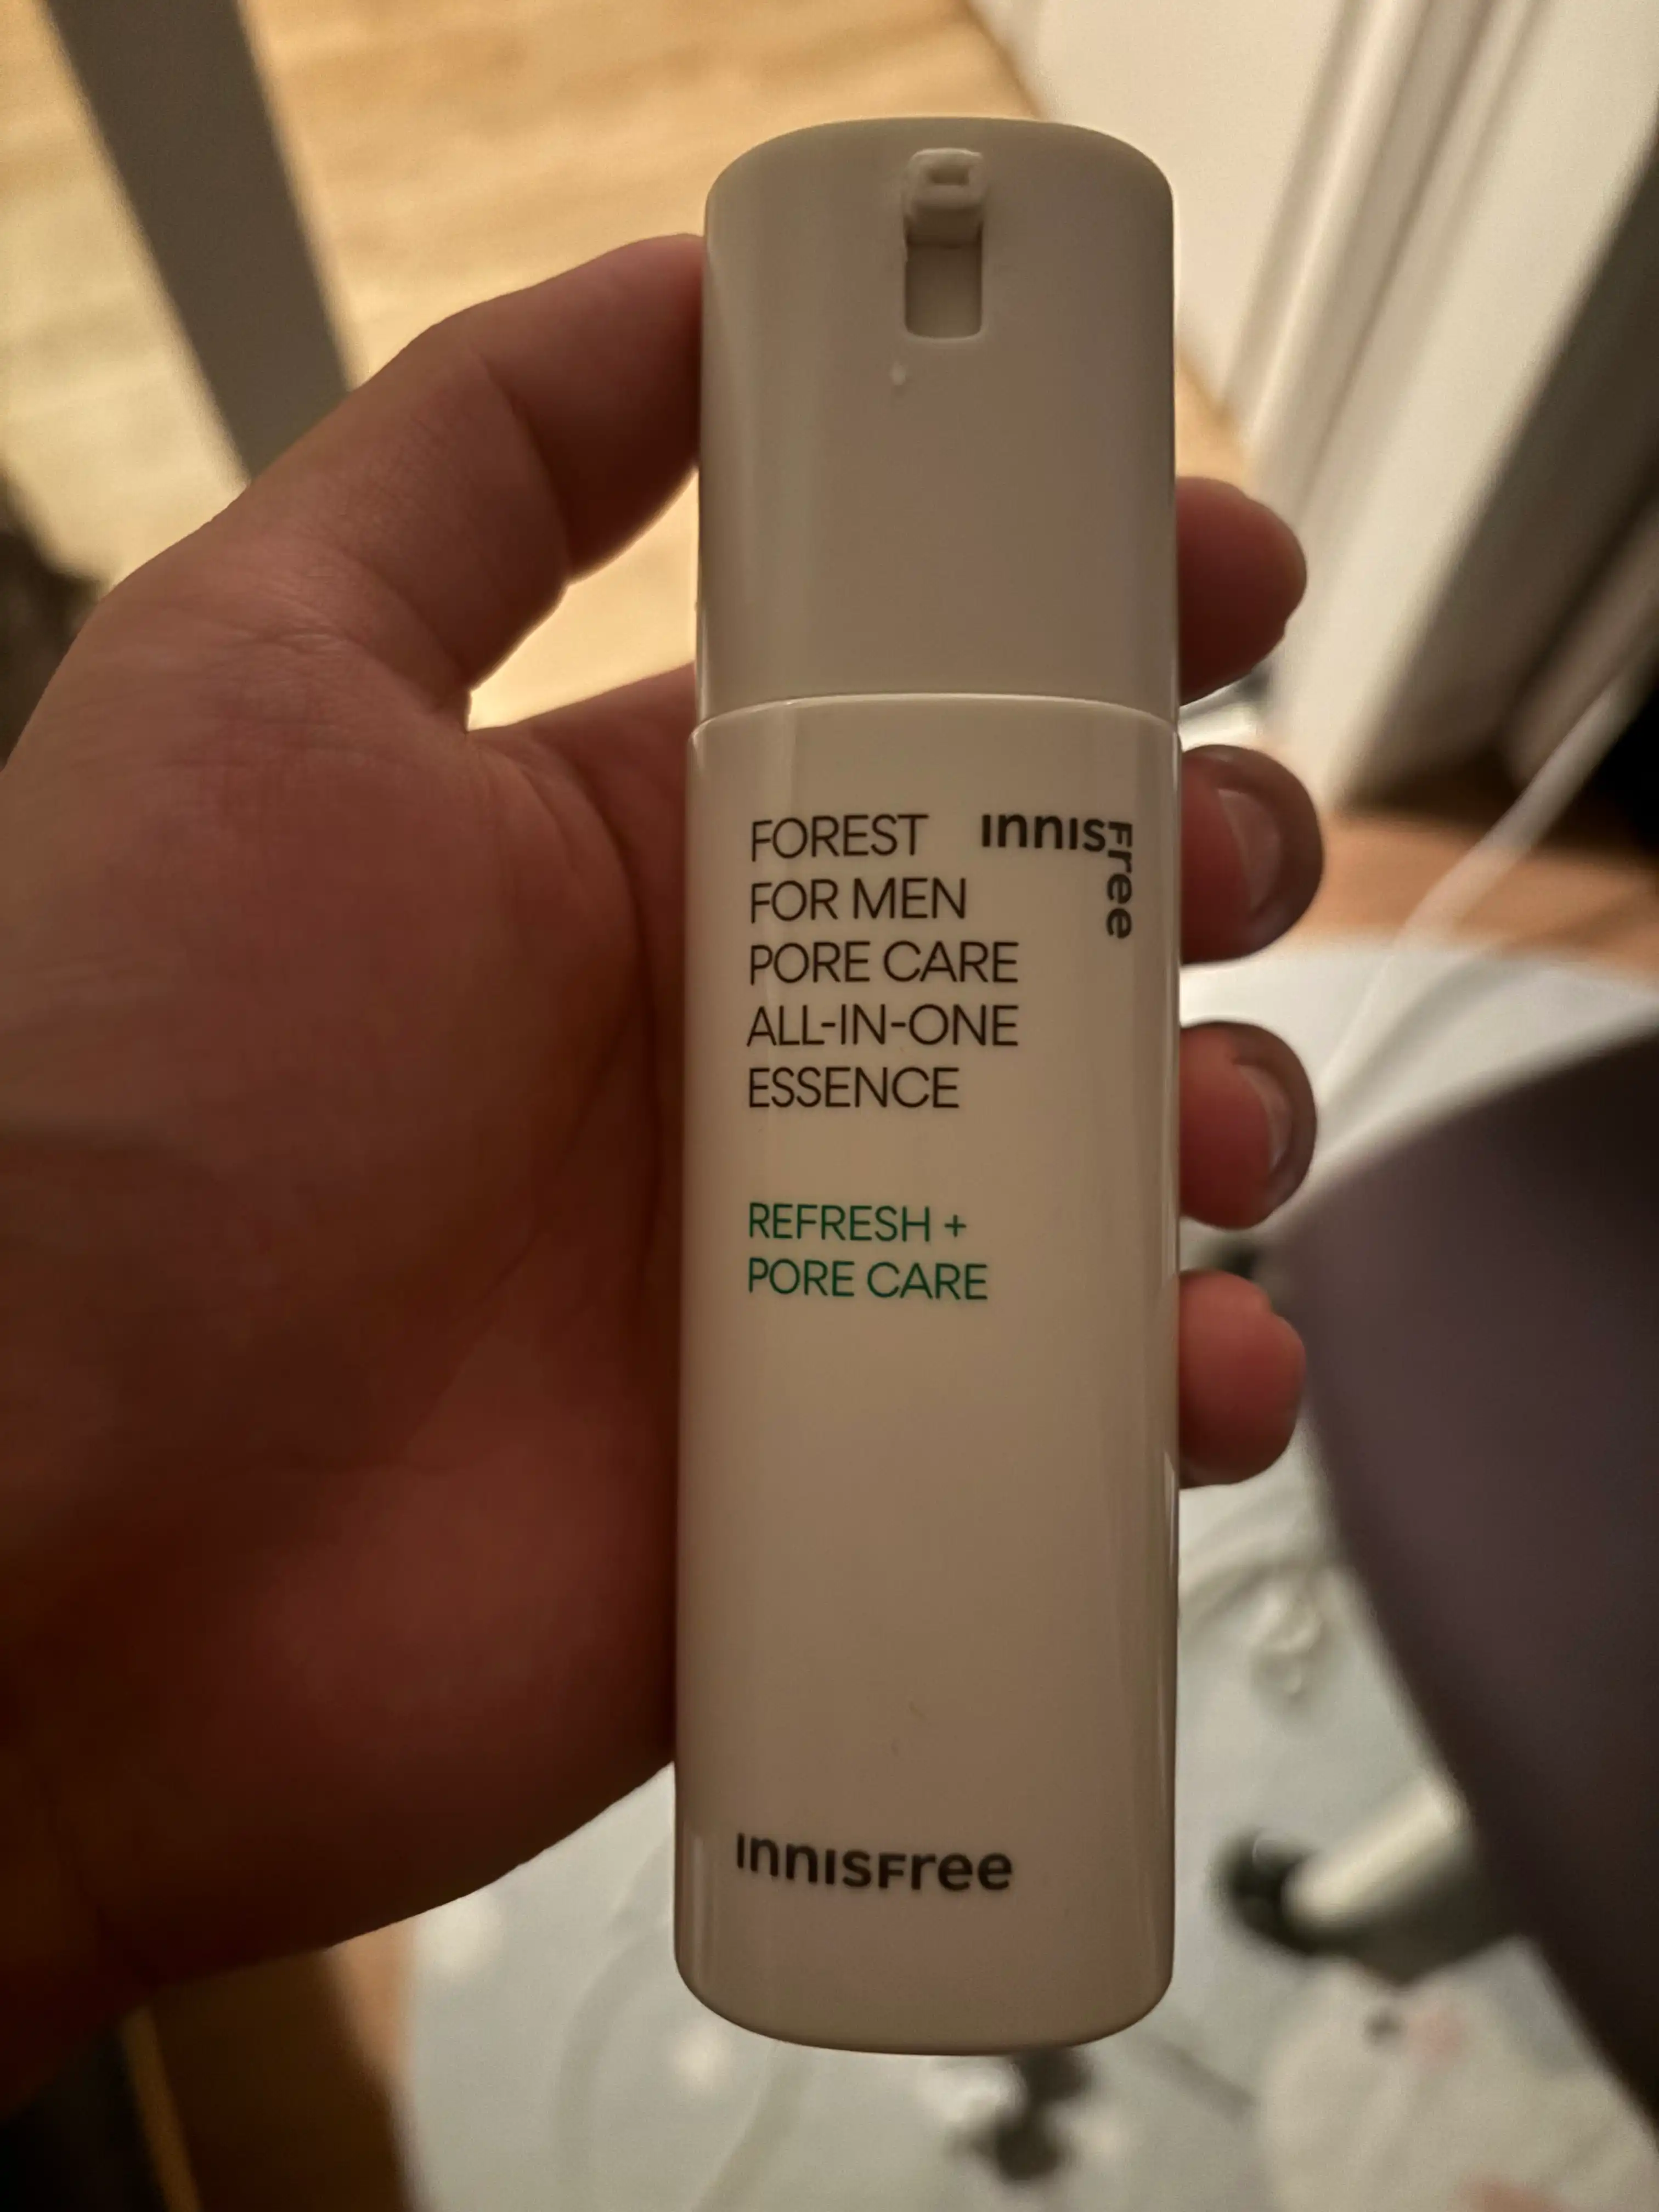 FOREST
FOR MEN
PORE CARE
ALL-IN-ONE
ESSENCE
innisFree
REFRESH +
PORE CARE
innisFree